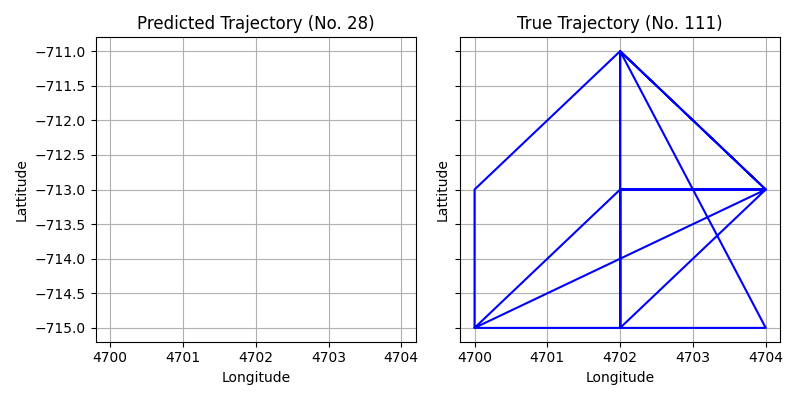 Predicted Trajectory (No. 28)
−711.0
−711.5
−712.0
−712.5
−713.0
−713.5
−714.0
−714.5
−715.0
Lattitude
4700 4701 4702 4703 4704
Longitude
True Trajectory (No. 111)
Lattitude
4700 4701 4702 4703 4704
Longitude